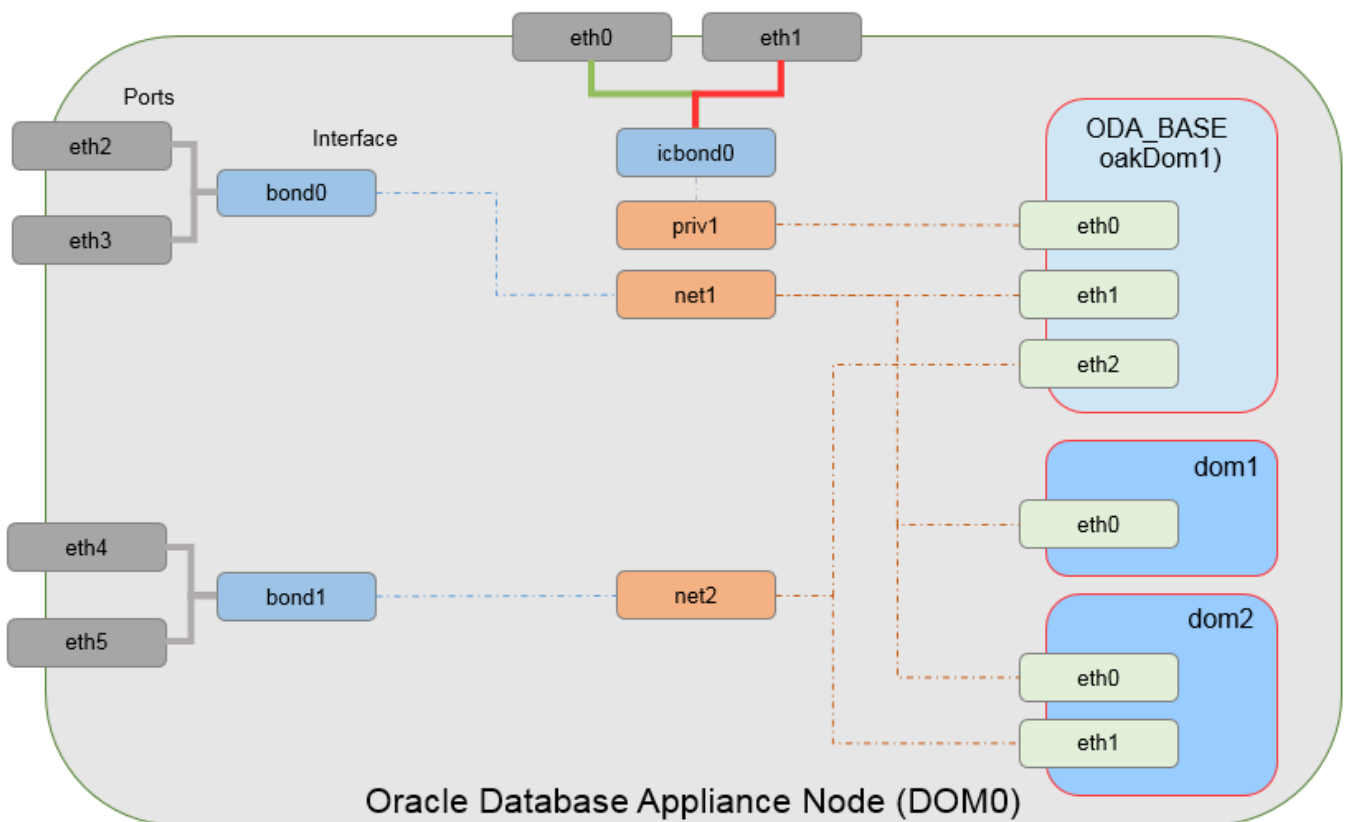 eth0
eth1
Ports
Interface
eth2
eth3
bond0
icbond0
priv1
net1
ODA_BASE
oakDom1)
eth0
eth1
eth2
dom1
eth0
eth4
eth5
bond1
net2
dom2
eth0
eth1
Oracle Database Appliance Node (DOM0)